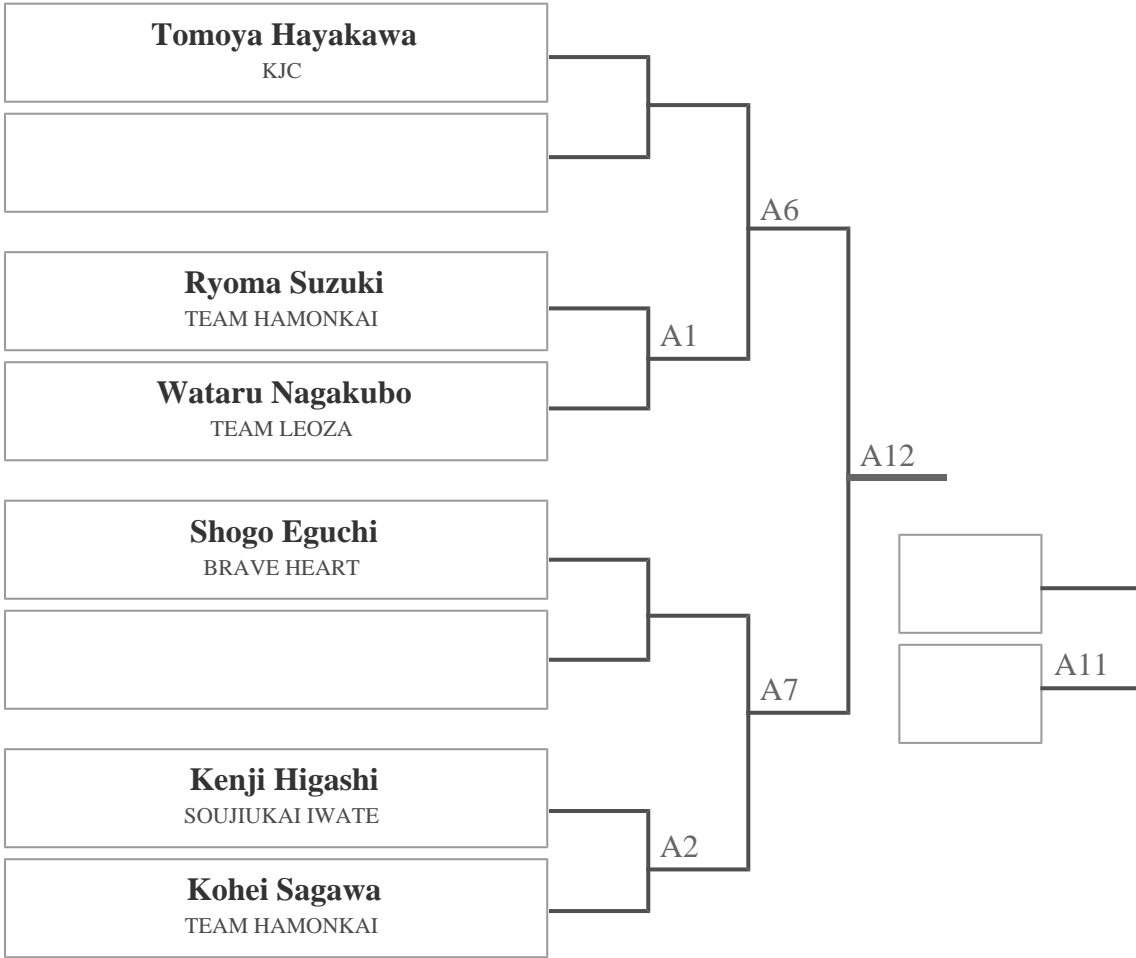 Tomoya Hayakawa
KJC
A6
Ryoma Suzuki
TEAM HAMONKAI
A1
Wataru Nagakubo
TEAM LEOZA
A12
Shogo Eguchi
BRAVE HEART
A11
A7
Kenji Higashi
SOUJIUKAI IWATE
A2
Kohei Sagawa
TEAM HAMONKAI